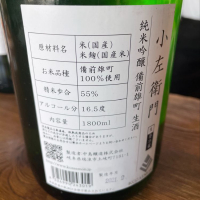 小左衛門
純米吟醸 備前雄町 生酒
原材料名 米(国産)
米麹(国産米)
お米品種 備前雄町
100%使用
精米歩合 55%
アルコール分 16.5度
内容量 1800ml